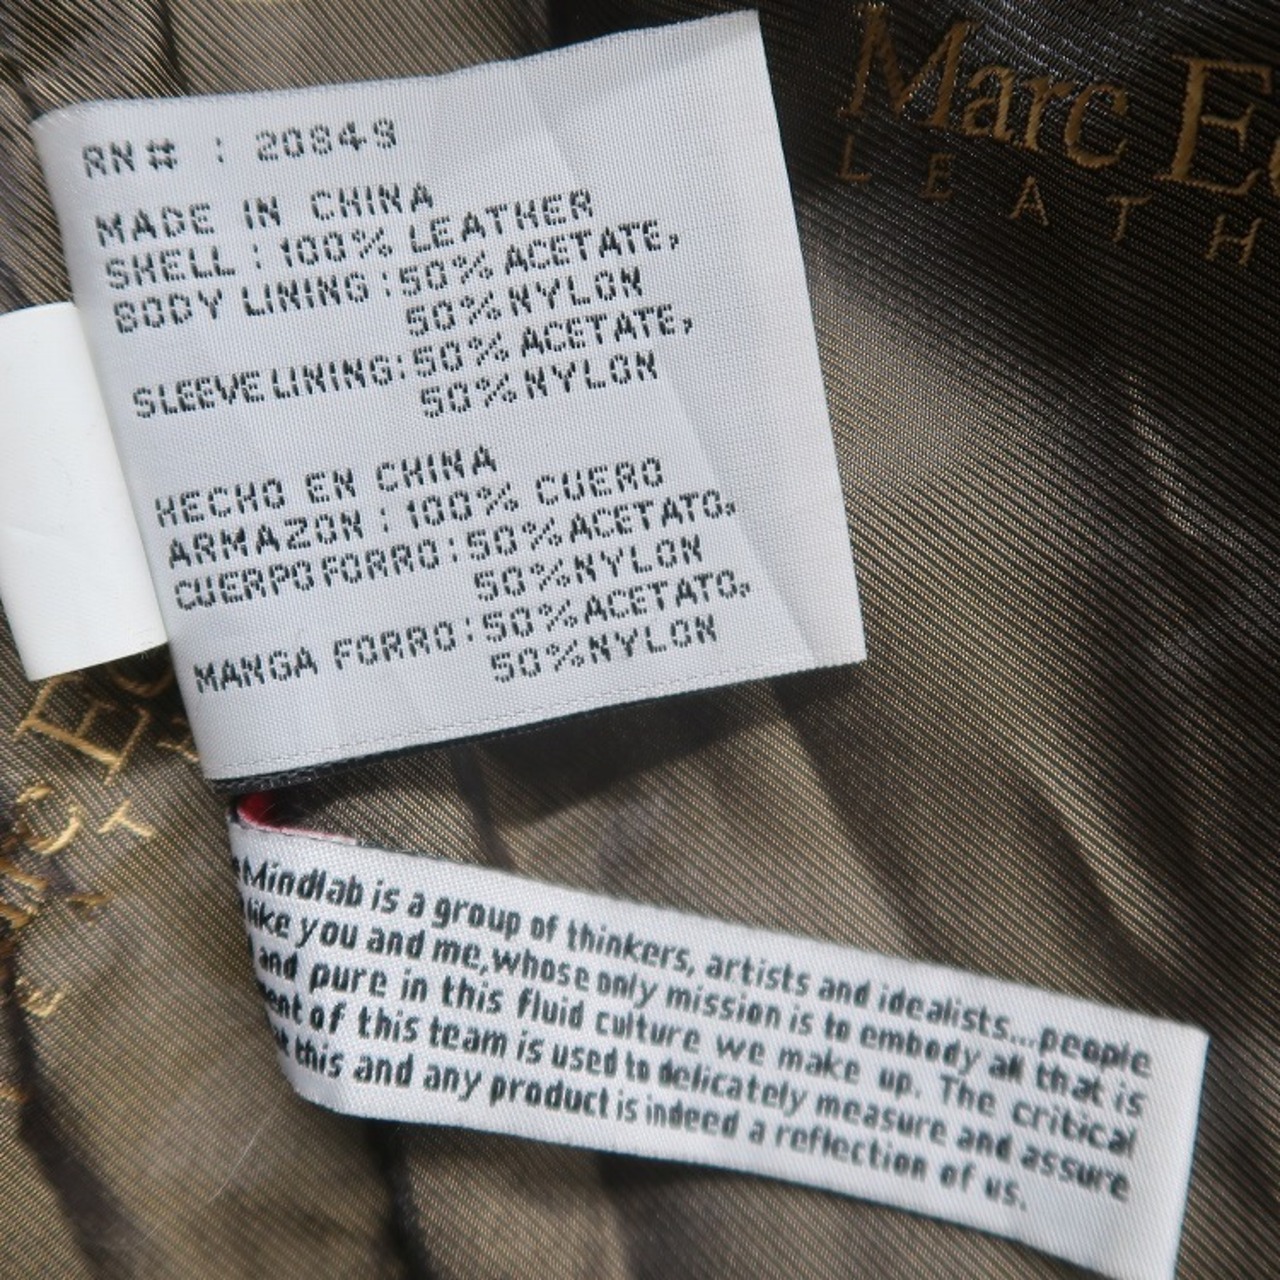 RN# : 20849
MADE IN CHINA
SHELL : 100% LEATHER
BODY LINING : 50% ACETATE,
50% NYLON
SLEEVE LINING: 50% ACETATE,
50% NYLON
HECHO EN CHINA
ARMAZON : 100% CUERO
CUERPO FORRO : 50% ACETATO,
50% NYLON
MANGA FORRO : 50% ACETATO,
50% NYLON
Marc
LEATH
Mindlab is a group of thinkers, artists and idealists...people
like you and me, whose only mission is to embody all that is
and pure in this fluid culture we make up. The critical
of this team is used to delicately measure and assure
this and any product is indeed a reflection of us.